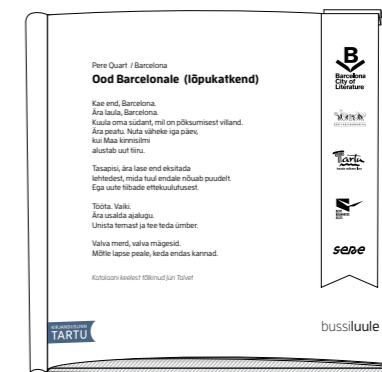 Pere Quart / Barcelona
Ood Barcelonale (lõpukatkend)
Kae end, Barcelona.
Ära laula, Barcelona.
Kuula oma südant, mil on põksumisest villand.
Ära peatu. Nuta väheke iga päev,
kui Maa kinnisilmi
alustab uut tiiru.
Tasapisi, ära lase end eksitada
lehtedest, mida tuul endale nõuab puudelt.
Ega uute tiibade ettekuulutusest.
Tööta. Vaiki.
Ära usalda ajalugu.
Unista temast ja tee teda ümber.
Valva merd, valva mägesid.
Mõtle lapse peale, keda endas kannad.
Katalaani keelest tõlkinud Jüri Talvet
B
Barcelona
City of
Literature
Tartu
sebe
KIRJANDUSLINN
TARTU
bussiluule